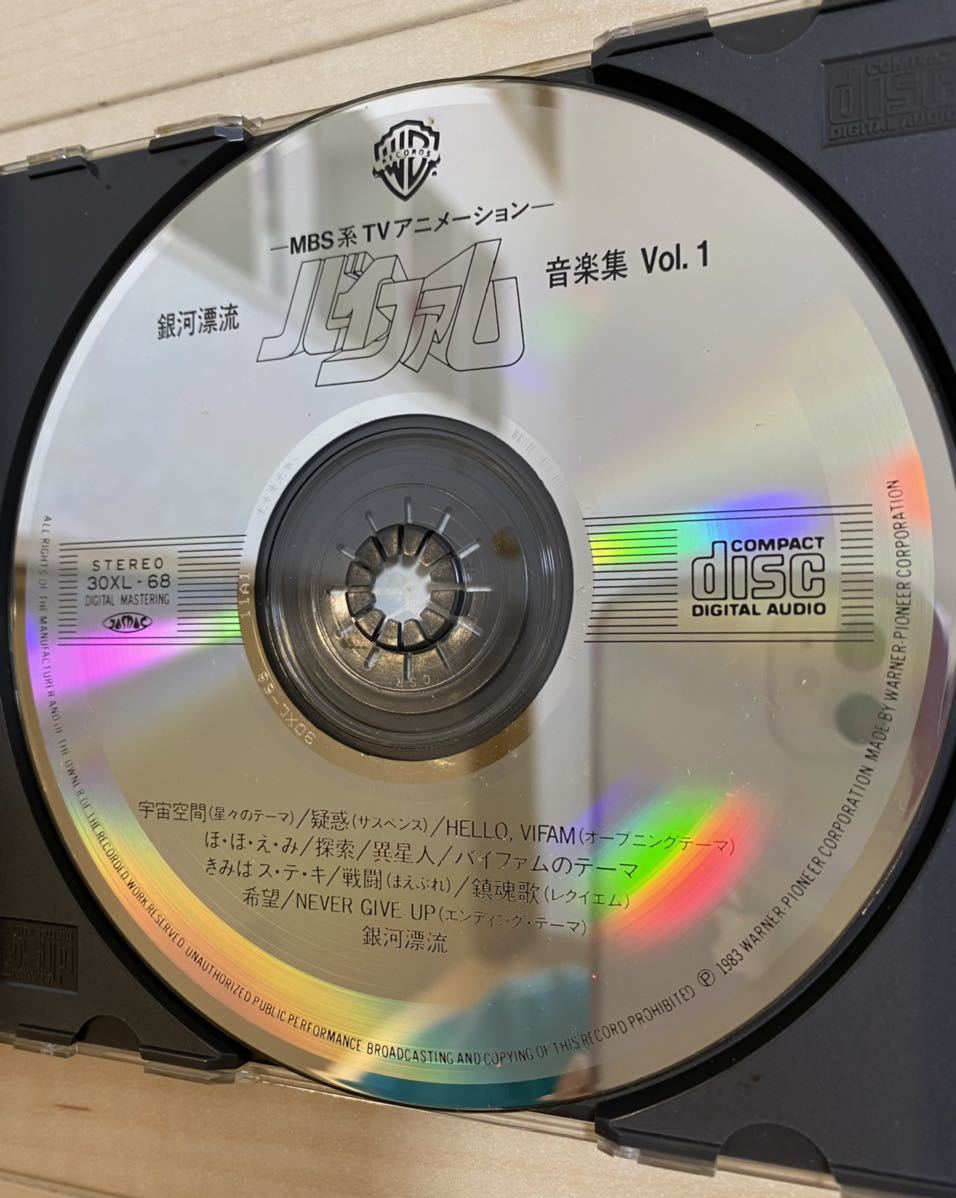 COMPACT
disc
DIGITAL AUDIO
RECORDS
—MBS系TVアニメーション—
銀河漂流
バイファム
音楽集 Vol.1
STEREO
30XL-68
DIGITAL MASTERING
JASRAC
COMPACT
disc
DIGITAL AUDIO
11A1
30XL-68
CSR
宇宙空間(星々のテーマ)/疑惑(サスペンス)/HELLO, VIFAM(オープニングテーマ)
ほ・ほ・え・み/探索/異星人/バイファムのテーマ
きみはス・テ・キ/戦闘(まえぶれ)/鎮魂歌(レクイエム)
希望/NEVER GIVE UP(エンディング・テーマ)
銀河漂流
ALL RIGHTS OF THE MANUFACTURER AND OF THE OWNER OF THE RECORDED WORK RESERVED. UNAUTHORIZED PUBLIC PERFORMANCE. BROADCASTING AND COPYING OF THIS RECORD PROHIBITED ℗ 1983 WARNER-PIONEER CORPORATION MADE BY WARNER-PIONEER CORPORATION